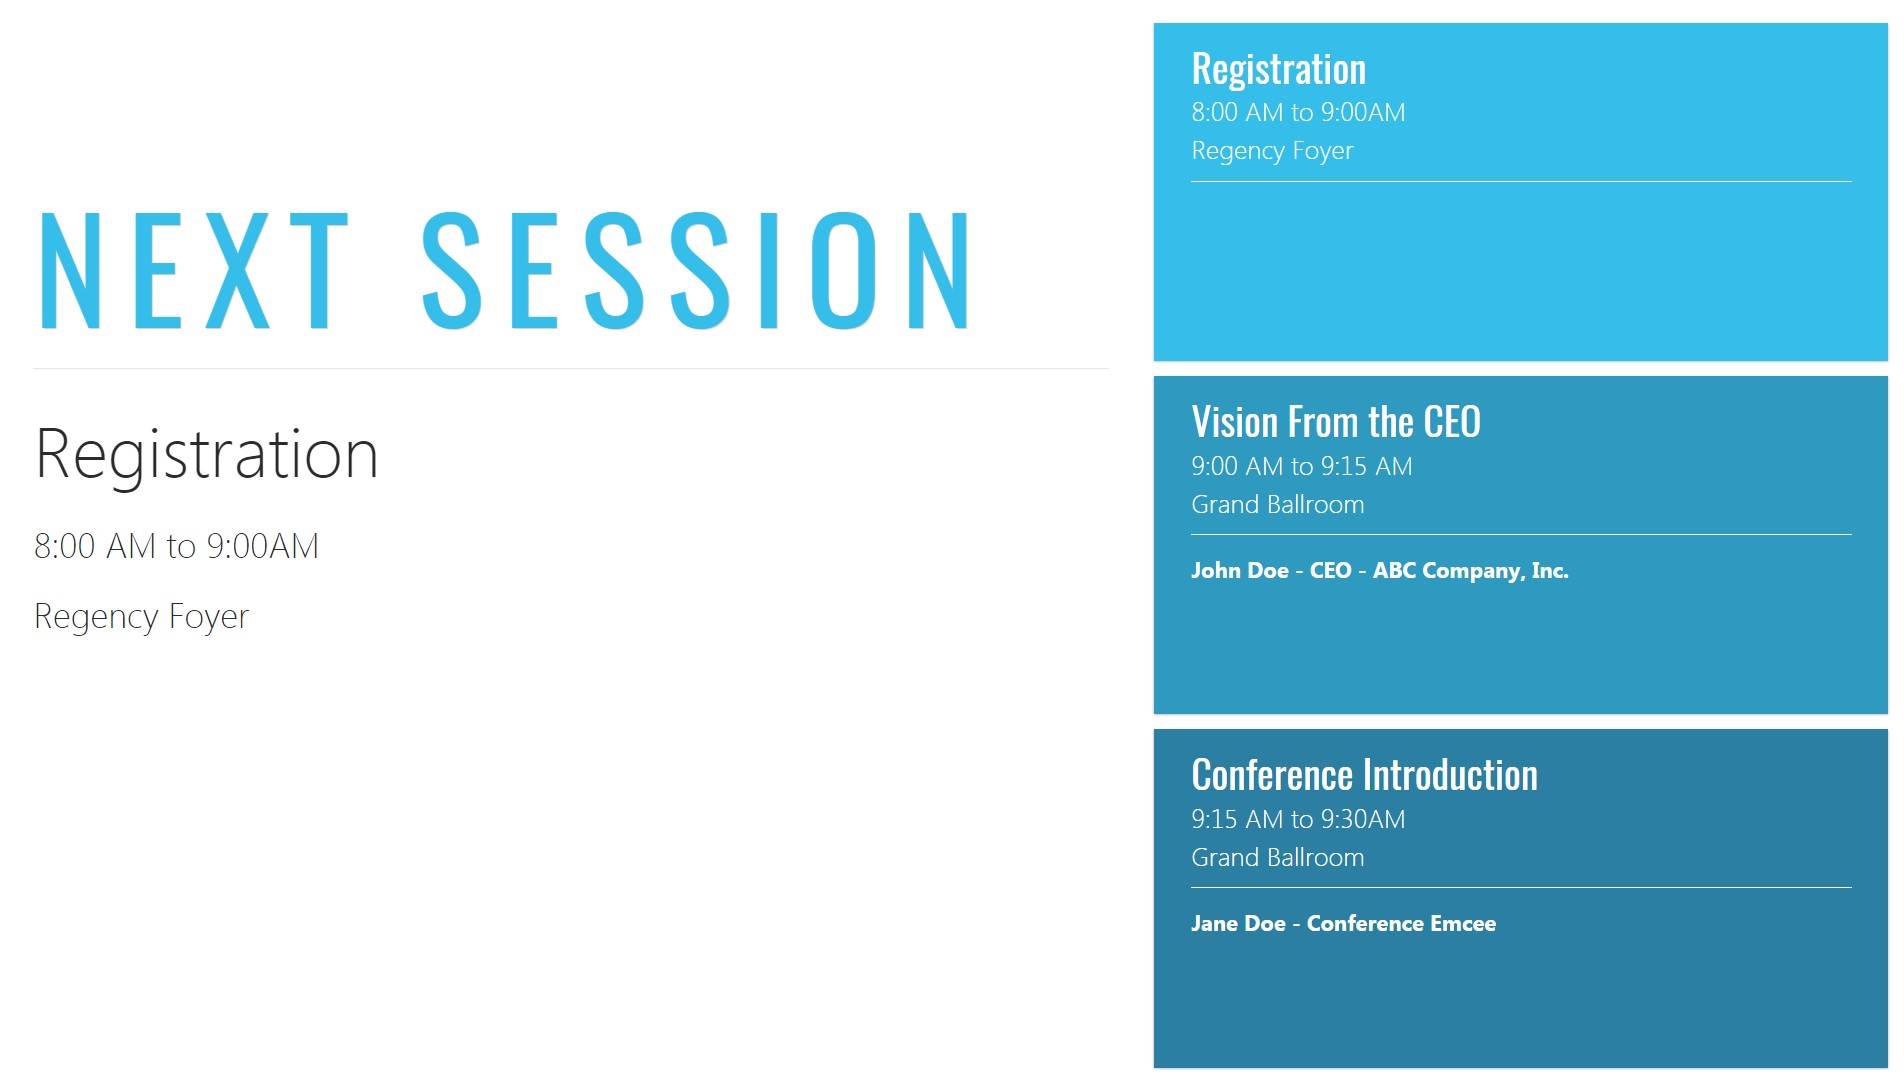 NEXT SESSION
Registration
8:00 AM to 9:00AM
Regency Foyer
Registration
8:00 AM to 9:00AM
Regency Foyer
Vision From the CEO
9:00 AM to 9:15 AM
Grand Ballroom
John Doe - CEO - ABC Company, Inc.
Conference Introduction
9:15 AM to 9:30AM
Grand Ballroom
Jane Doe - Conference Emcee